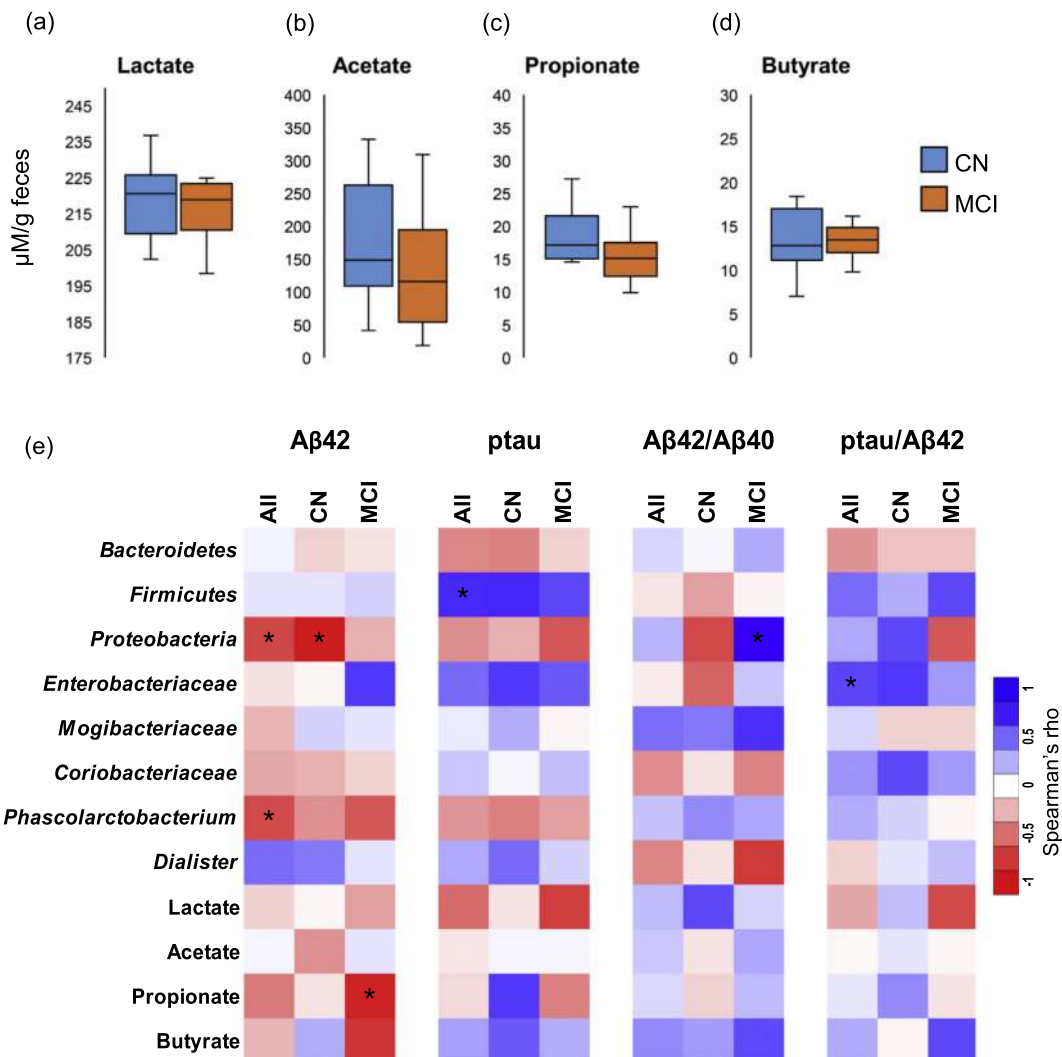 (a) (b) (c) (d)
Lactate Acetate Propionate Butyrate
µM/g feces
245
235
225
215
205
195
185
175
400
350
300
250
200
150
100
50
0
40
35
30
25
20
15
10
5
0
30
25
20
15
10
5
0
CN
MCI
(e)
Aβ42 ptau Aβ42/Aβ40 ptau/Aβ42
All CN MCI All CN MCI All CN MCI All CN MCI
Bacteroidetes
Firmicutes *
Proteobacteria * * *
Enterobacteriaceae *
Mogibacteriaceae
Coriobacteriaceae
Phascolarctobacterium *
Dialister
Lactate
Acetate
Propionate *
Butyrate
1
0.5
0
-0.5
-1
Spearman's rho